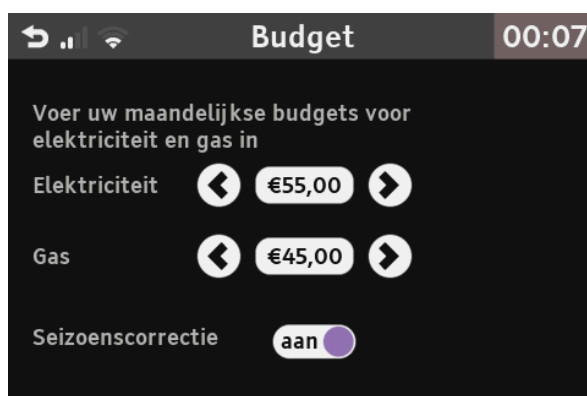 Budget 00:07
Voer uw maandelijkse budgets voor
elektriciteit en gas in
Elektriciteit €55,00
Gas €45,00
Seizoenscorrectie aan